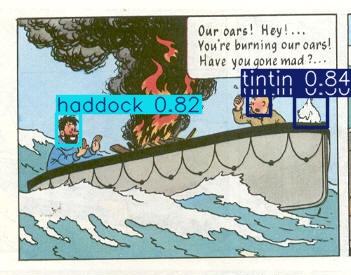 Our oars! Hey!...
You're burning our oars!
Have you gone mad?...
tintin 0.84
haddock 0.82